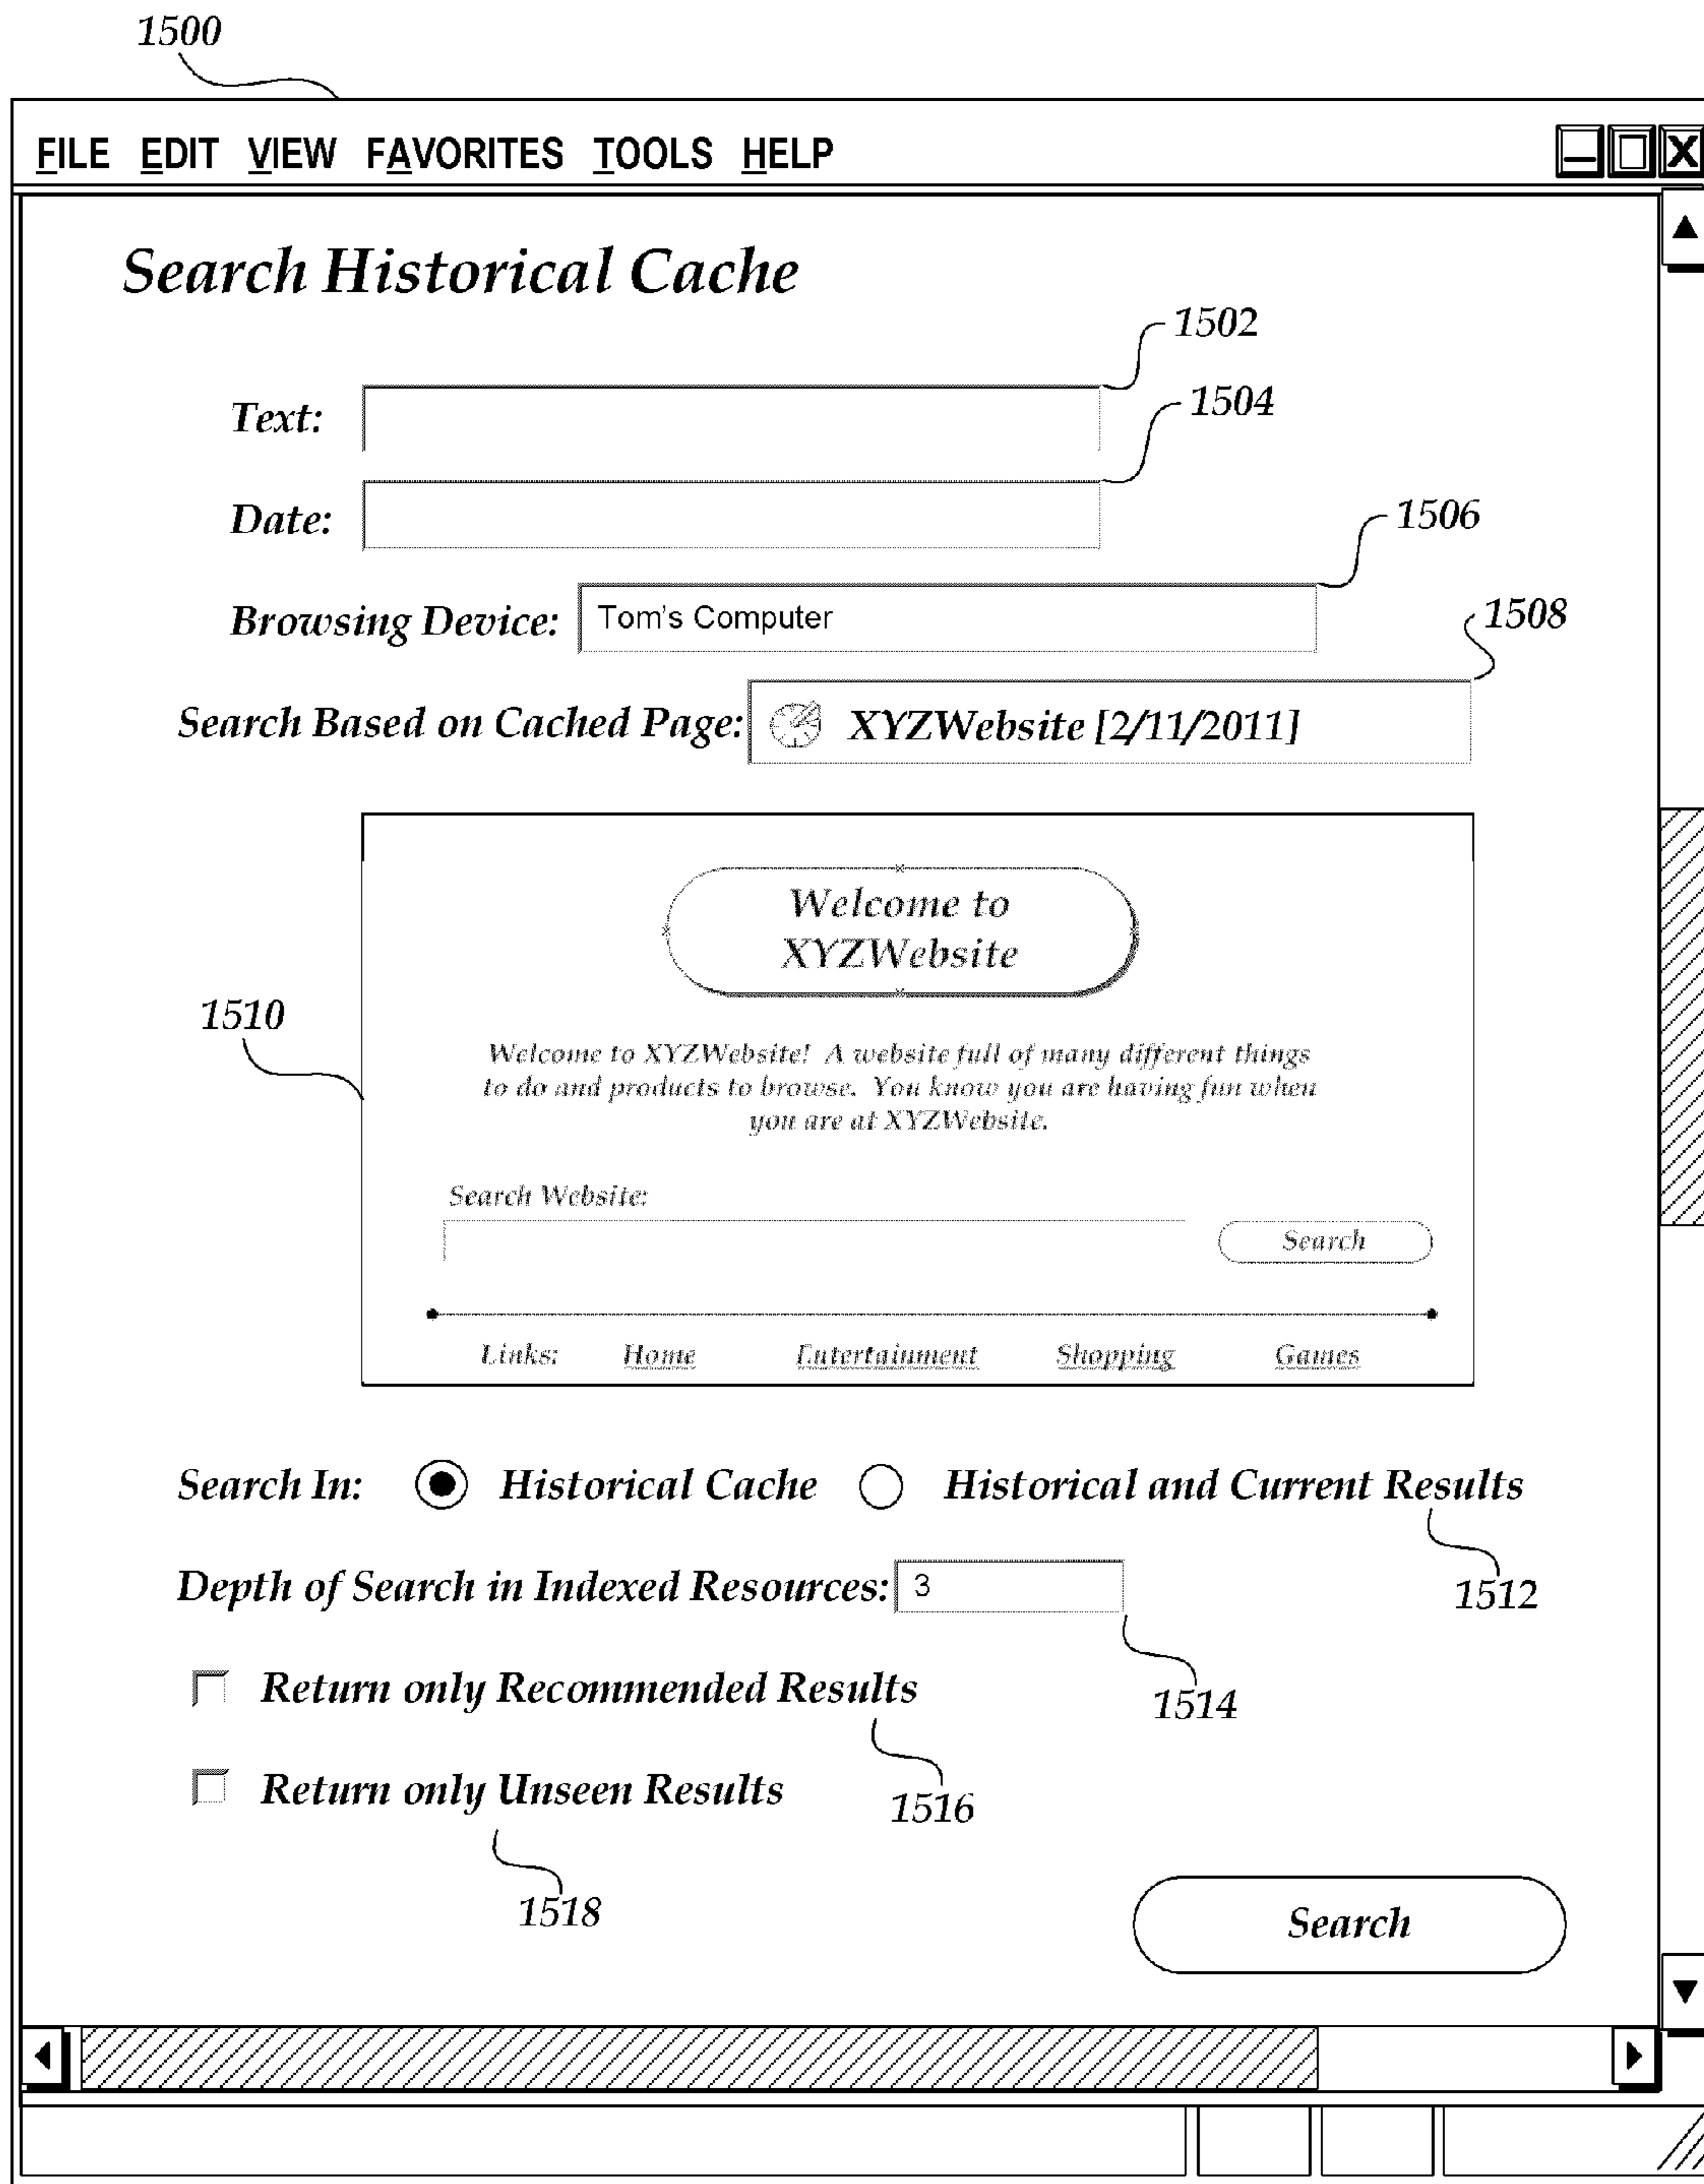 1500
FILE EDIT VIEW FAVORITES TOOLS HELP
Search Historical Cache
1502
Text:
1504
Date:
1506
Browsing Device: Tom's Computer
1508
Search Based on Cached Page: XYZWebsite [2/11/2011]
Welcome to
XYZWebsite
1510
Welcome to XYZWebsite! A website full of many different things
to do and products to browse. You know you are having fun when
you are at XYZWebsite.
Search Website:
Search
Links: Home Entertainment Shopping Games
Search In: Historical Cache Historical and Current Results
1512
Depth of Search in Indexed Resources: 3
1514
Return only Recommended Results
1516
Return only Unseen Results
1518
Search